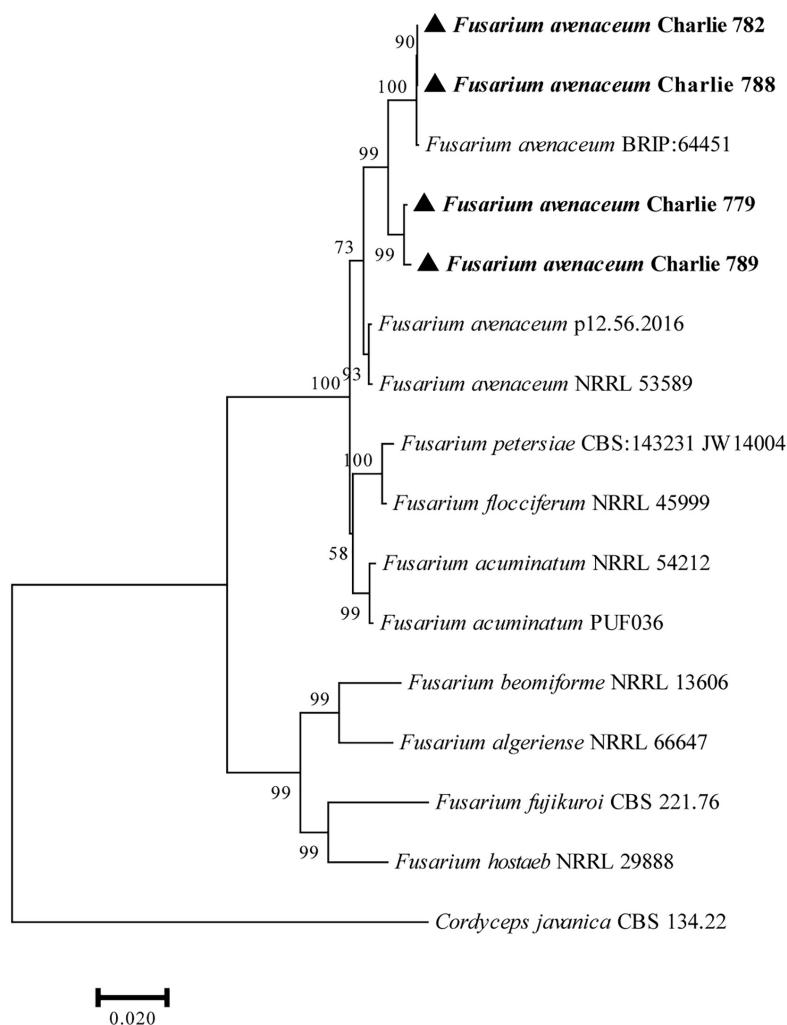 90
Fusarium avenaceum Charlie 782
100
Fusarium avenaceum Charlie 788
Fusarium avenaceum BRIP:64451
99
Fusarium avenaceum Charlie 779
73
99
Fusarium avenaceum Charlie 789
Fusarium avenaceum p12.56.2016
100
93
Fusarium avenaceum NRRL 53589
Fusarium petersiae CBS:143231 JW14004
100
Fusarium flocciferum NRRL 45999
58
Fusarium acuminatum NRRL 54212
99
Fusarium acuminatum PUF036
Fusarium beomiforme NRRL 13606
99
Fusarium algeriense NRRL 66647
99
Fusarium fujikuroi CBS 221.76
99
Fusarium hostaeb NRRL 29888
Cordyceps javanica CBS 134.22
0.020